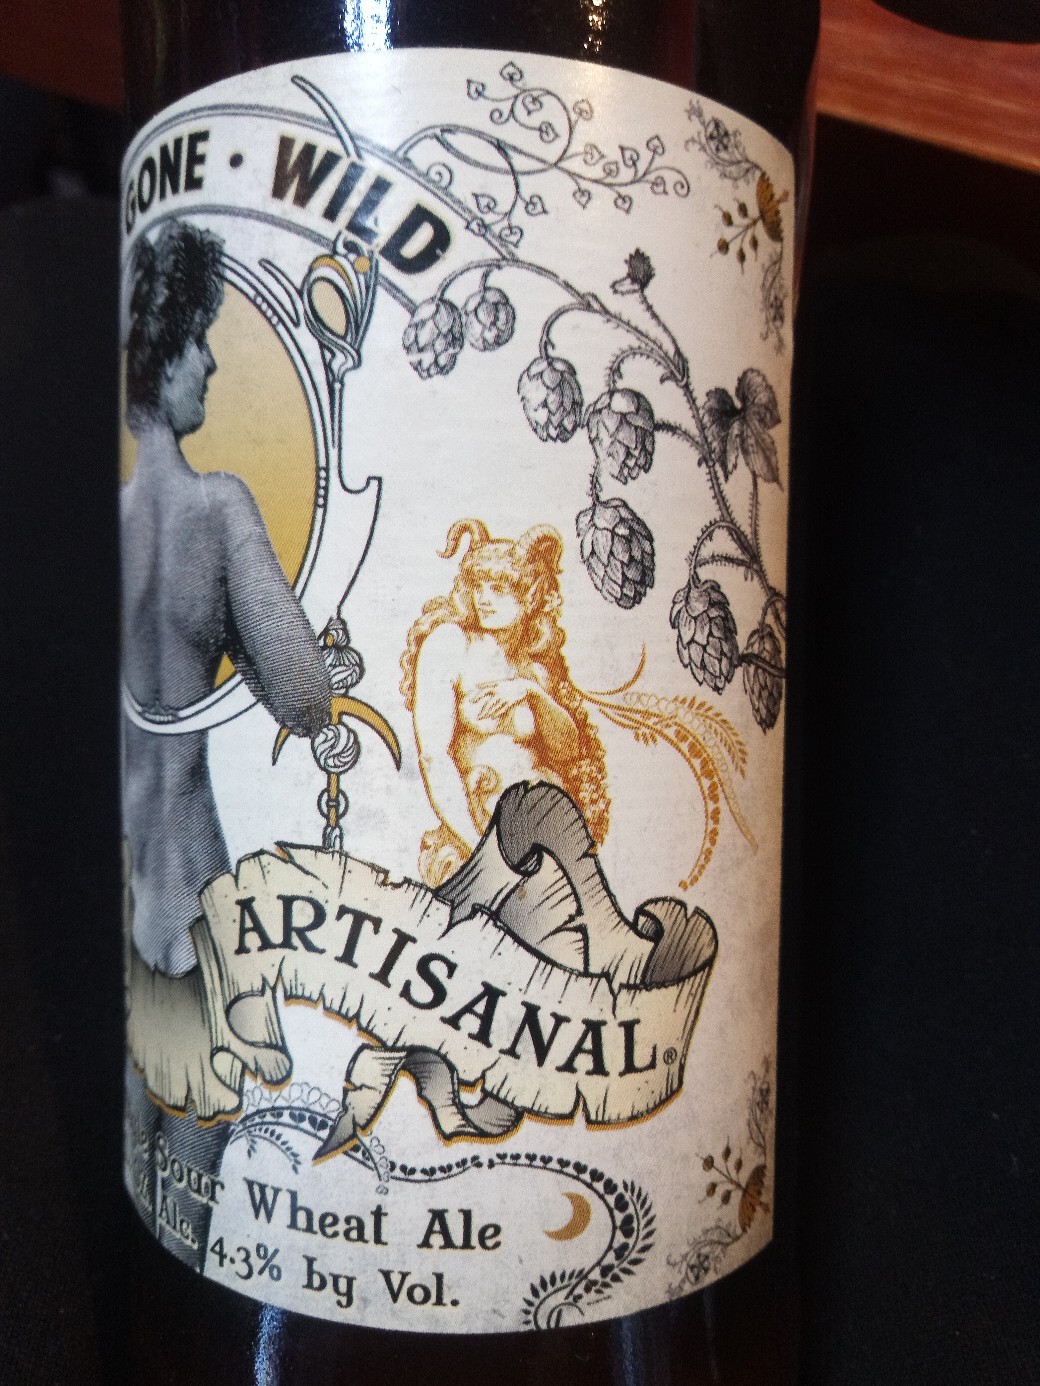 GONE • WILD
ARTISANAL®
Sour Wheat Ale
Alc. 4.3% by Vol.